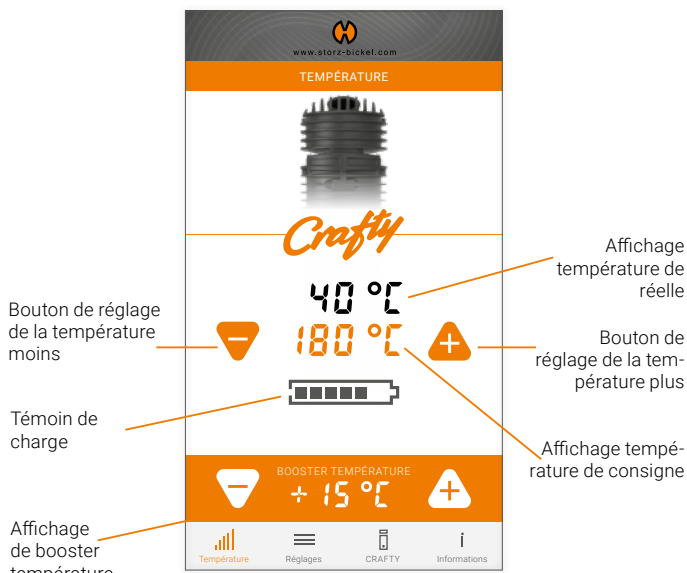 www.storz-bickel.com
TEMPÉRATURE
Crafty
40 °C
180 °C
BOOSTER TEMPÉRATURE
+ 15 °C
Température
Réglages
CRAFTY
Informations
Bouton de réglage
de la température
moins
Témoin de
charge
Affichage
de booster
température
Affichage
température de
réelle
Bouton de
réglage de la tem-
pérature plus
Affichage tempé-
rature de consigne